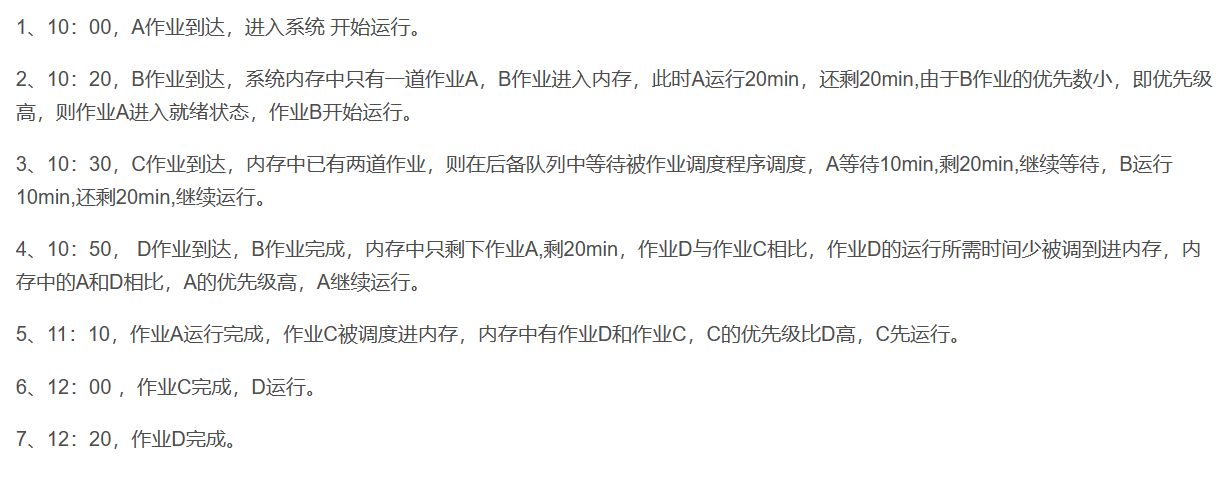 1、10：00，A作业到达，进入系统 开始运行。
2、10：20，B作业到达，系统内存中只有一道作业A，B作业进入内存，此时A运行20min，还剩20min,由于B作业的优先数小，即优先级
高，则作业A进入就绪状态，作业B开始运行。
3、10：30，C作业到达，内存中已有两道作业，则在后备队列中等待被作业调度程序调度，A等待10min,剩20min,继续等待，B运行
10min,还剩20min,继续运行。
4、10：50， D作业到达，B作业完成，内存中只剩下作业A,剩20min，作业D与作业C相比，作业D的运行所需时间少被调到进内存，内
存中的A和D相比，A的优先级高，A继续运行。
5、11：10，作业A运行完成，作业C被调度进内存，内存中有作业D和作业C，C的优先级比D高，C先运行。
6、12：00 ，作业C完成，D运行。
7、12：20，作业D完成。